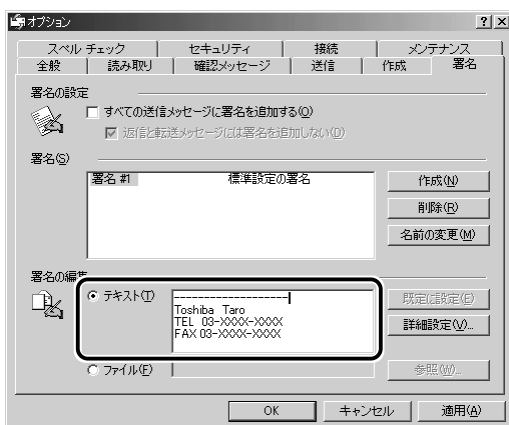 オプション
スペル チェック セキュリティ 接続 メンテナンス
全般 読み取り 確認メッセージ 送信 作成 署名
署名の設定
すべての送信メッセージに署名を追加する(O)
返信と転送メッセージには署名を追加しない(D)
署名(S)
署名 #1 標準設定の署名
作成(N)
削除(R)
名前の変更(M)
署名の編集
テキスト(T)
--------------------
Toshiba Taro
TEL 03-XXXX-XXXX
FAX 03-XXXX-XXXX
既定に設定(E)
詳細設定(V)...
ファイル(F)
参照(W)...
OK キャンセル 適用(A)